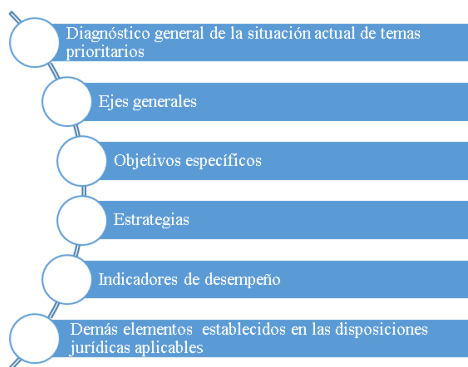 Diagnóstico general de la situación actual de temas
prioritarios
Ejes generales
Objetivos específicos
Estrategias
Indicadores de desempeño
Demás elementos establecidos en las disposiciones
jurídicas aplicables